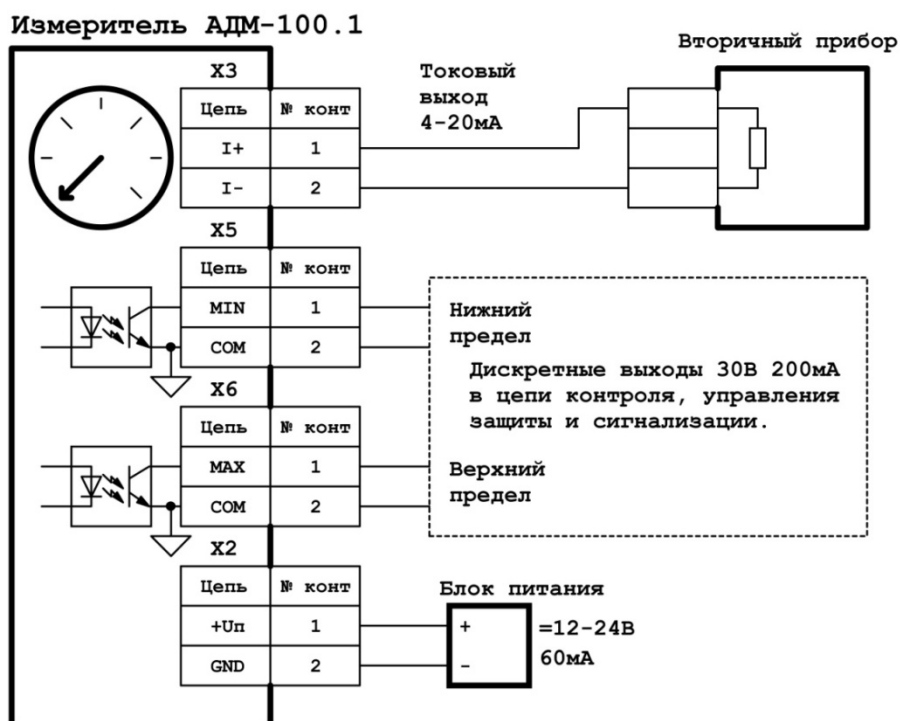 Измеритель АДМ-100.1
Вторичный прибор
X3
Цепь № конт
I+ 1
I- 2
Токовый
выход
4-20мА
X5
Цепь № конт
MIN 1
COM 2
Нижний
предел
Дискретные выходы 30В 200мА
в цепи контроля, управления
защиты и сигнализации.
X6
Цепь № конт
MAX 1
COM 2
Верхний
предел
X2
Цепь № конт
+Uп 1
GND 2
Блок питания
+
-
=12-24В
60мА